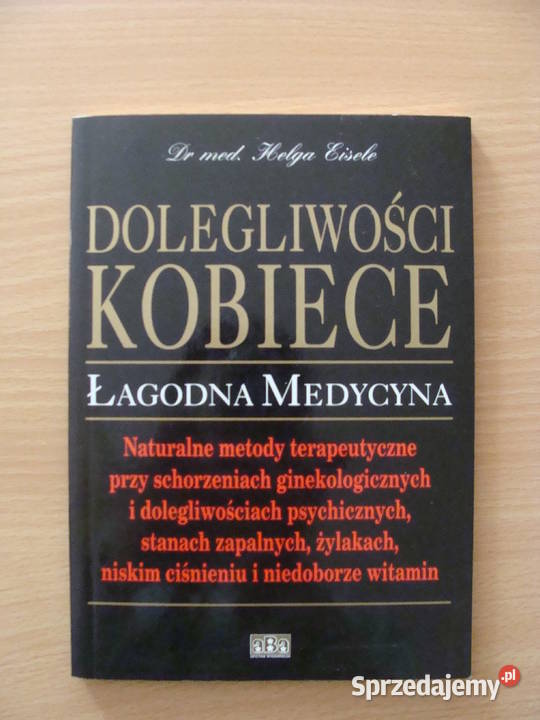 Dr med. Helga Eisele
DOLEGLIWOŚCI
KOBIECE
ŁAGODNA MEDYCYNA
Naturalne metody terapeutyczne
przy schorzeniach ginekologicznych
i dolegliwościach psychicznych,
stanach zapalnych, żylakach,
niskim ciśnieniu i niedoborze witamin
aBa
Sprzedajemy.pl